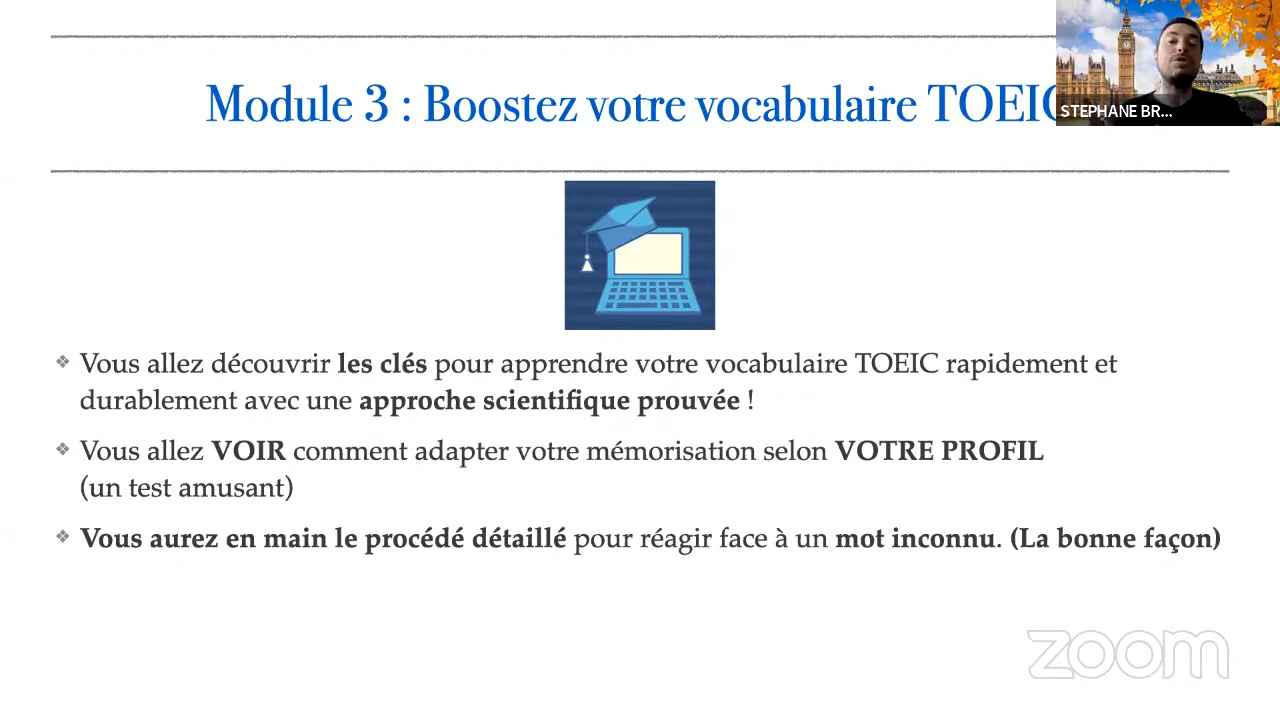 Module 3 : Boostez votre vocabulaire TOEIC
STEPHANE BR...
❖ Vous allez découvrir les clés pour apprendre votre vocabulaire TOEIC rapidement et
durablement avec une approche scientifique prouvée !
❖ Vous allez VOIR comment adapter votre mémorisation selon VOTRE PROFIL
(un test amusant)
❖ Vous aurez en main le procédé détaillé pour réagir face à un mot inconnu. (La bonne façon)
zoom